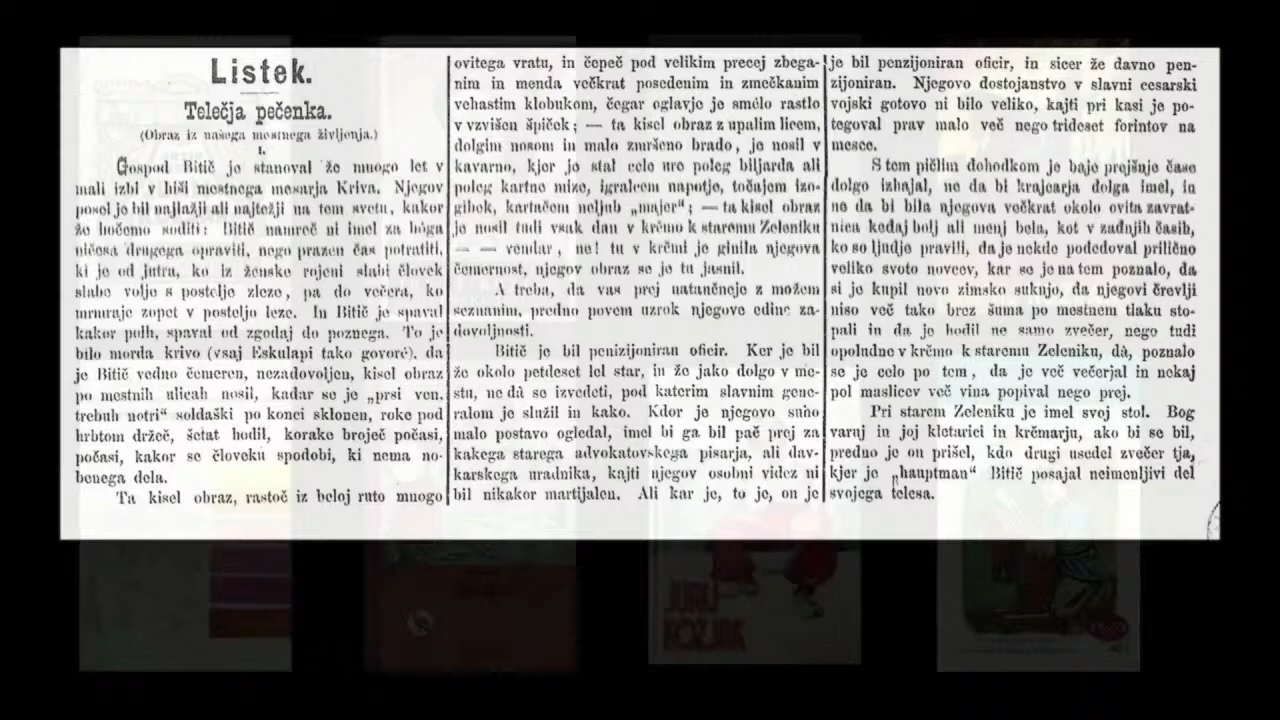 Listek.
Telečja pečenka.
(Obraz iz našega mestnega življenja.)
I.
Gospod Bitič je stanoval že mnogo let v
mali izbi v hiši mestnega mesarja Kriva. Njegov
posel je bil najlažji ali najtežji na tem svetu, kakor
že hočemo soditi: Bitič namreč ni imel za bóga
ničesa drugega opraviti, nego prazen čas potratiti,
ki je od jutra, ko iz ženske rojeni slabi človek
slabe volje s postelje zleze, pa do večera, ko
mrmraje zopet v posteljo leze. In Bitič je spaval
kakor polh, spaval od zgodaj do poznega. To je
bilo morda krivo (vsaj Eskulapi tako govoré), da
je Bitič vedno čemeren, nezadovoljen, kisel obraz
po mestnih ulicah nosil, kadar se je „prsi ven,
trebuh notri“ soldaški po konci sklonen, roke pod
hrbtom držeč, šetat hodil, korake broječ počasi,
počasi, kakor se človeku spodobi, ki nema no-
benega dela.
Ta kisel obraz, rastoč iz beloj ruto mnogo
ovitega vratu, in čepeč pod velikim precej zbega-
nim in menda večkrat posedenim in zmečkanim
vehastim klobukom, čegar oglavje je smélo rastlo
v vzvišen špiček; — ta kisel obraz z upalim licem,
dolgim nosom in malo zmršeno brado, je nosil v
kavarno, kjer je stal cele ure poleg biljarda ali
poleg kartne mize, igralcem napotje, točajem izo-
gibek, kartačem neljub „majer“; — ta kisel obraz
je nosil tudi vsak dan v krčmo k staremu Zeleniku
— — vendar, ne! tu v krčmi je ginila njegova
čemernost, njegov obraz se je tu jasnil.
A treba, da vas prej natančneje z možem
seznanim, predno povem uzrok njegove edine za-
dovoljnosti.
Bitič je bil penizijoniran oficir. Ker je bil
že okolo petdeset let star, in že jako dolgo v me-
stu, ne dá se izvedeti, pod katerim slavnim gene-
ralom je služil in kako. Kdor je njegovo suho
malo postavo ogledal, imel bi ga bil pač prej za
kakega starega advokatovskega pisarja, ali dav-
karskega uradnika, kajti njegov osobni videz ni
bil nikakor martijalen. Ali kar je, to je, on je
je bil penzijoniran oficir, in sicer že davno pen-
zijoniran. Njegovo dostojanstvo v slavni cesarski
vojski gotovo ni bilo veliko, kajti pri kasi je po-
tegoval prav malo več nego trideset forintov na
mesec.
S tem pičlim dohodkom je baje prejšnje čase
dolgo izhajal, ne da bi krajcarja dolga imel, in
ne da bi bila njegova večkrat okolo ovita zavrat-
nica kedaj bolj ali menj bela, kot v zadnjih časih,
ko so ljudje pravili, da je nekde podedoval prilično
veliko svoto novcev, kar se je na tem poznalo, da
si je kupil novo zimsko suknjo, da njegovi črevlji
niso več tako brez šuma po mestnem tlaku sto-
pali in da je hodil ne samo zvečer, nego tudi
opoludne v krčmo k staremu Zeleniku, dà, poznalo
se je celo po tem, da je več večerjal in nekaj
pol maslicev več vina popival nego prej.
Pri starem Zeleniku je imel svoj stol. Bog
varuj in joj kletarici in krčmarju, ako bi se bil,
predno je on prišel, kdo drugi usedel zvečer tja,
kjer je „hauptman“ Bitič posajal neimenljivi del
svojega telesa.
JURIJ
KOZJAK